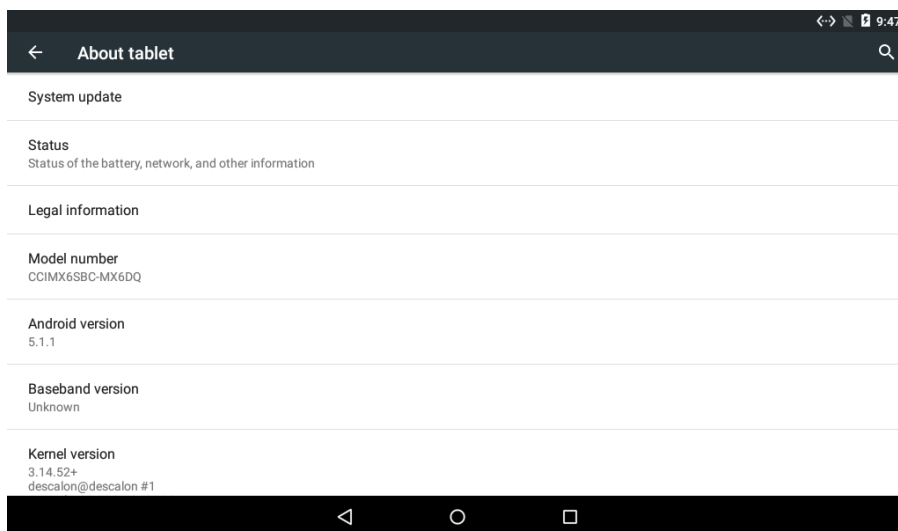 9:47
About tablet
System update
Status
Status of the battery, network, and other information
Legal information
Model number
CCIMX6SBC-MX6DQ
Android version
5.1.1
Baseband version
Unknown
Kernel version
3.14.52+
descalon@descalon #1